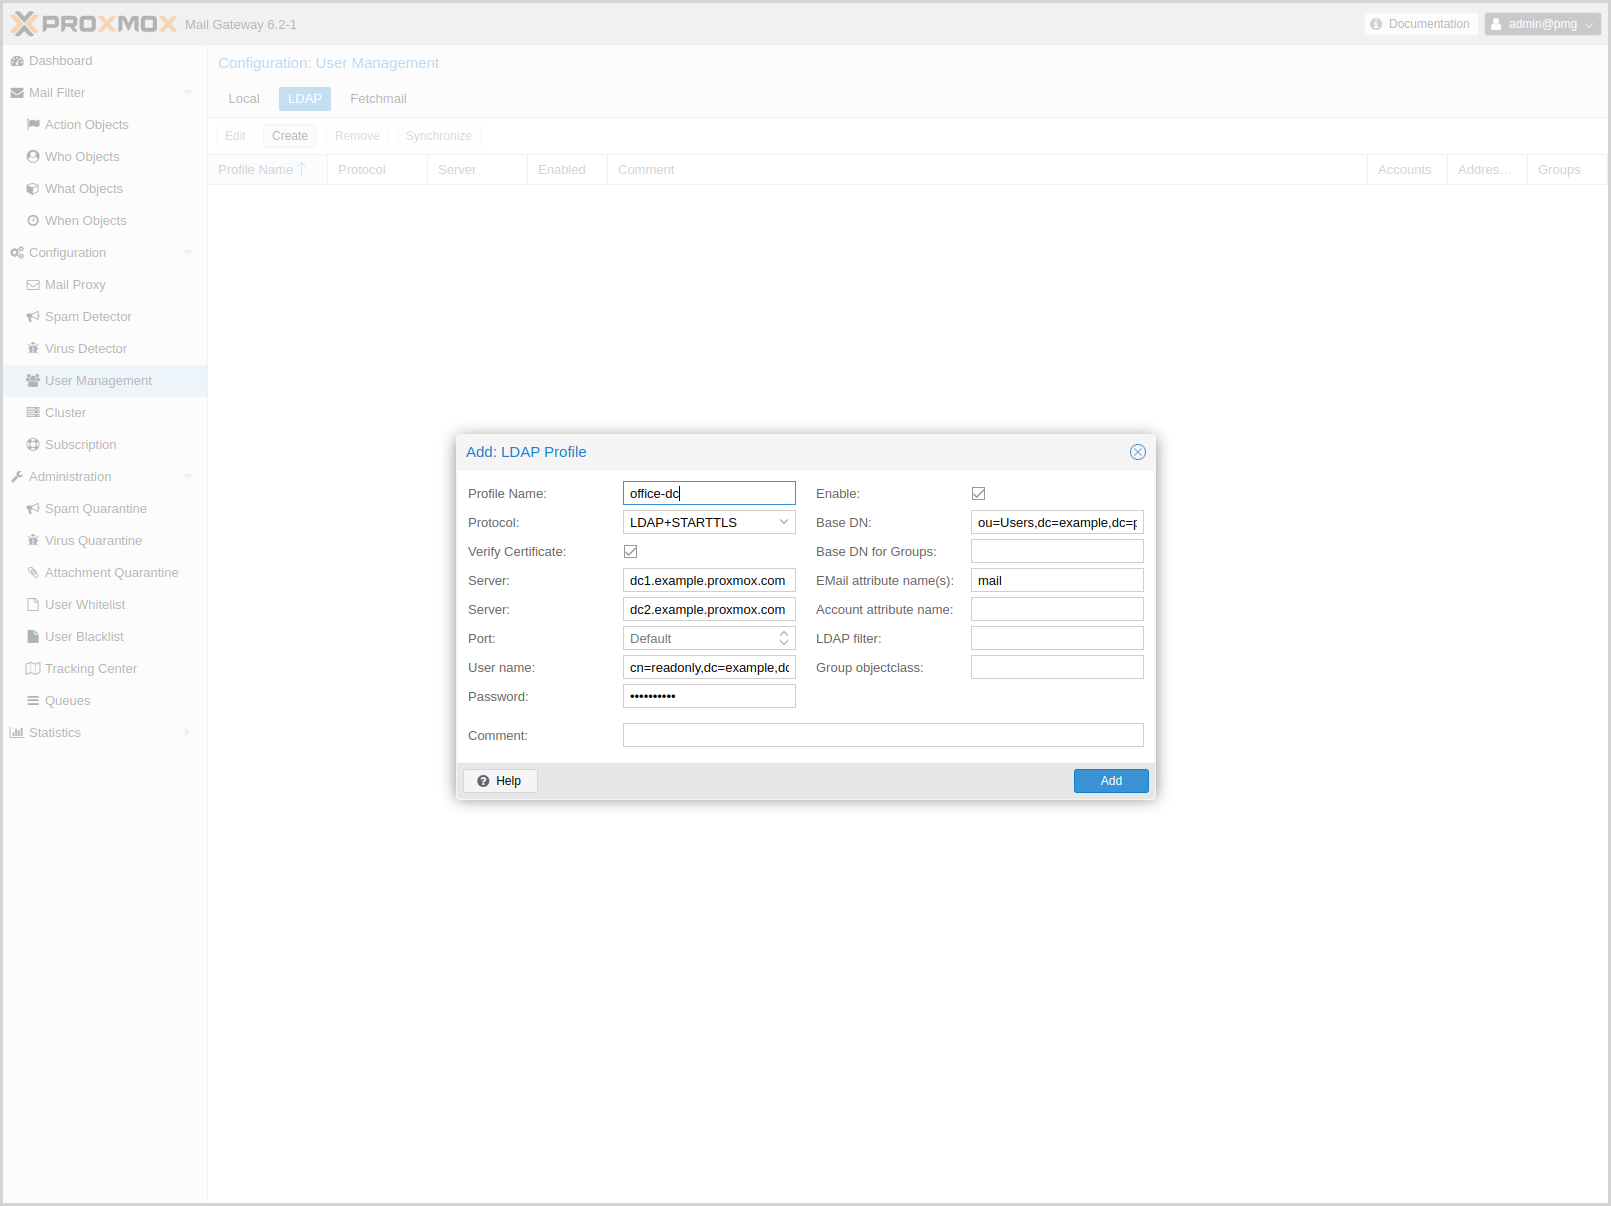 PROXMOX Mail Gateway 6.2-1
Documentation
admin@pmg
Dashboard
Mail Filter
Action Objects
Who Objects
What Objects
When Objects
Configuration
Mail Proxy
Spam Detector
Virus Detector
User Management
Cluster
Subscription
Administration
Spam Quarantine
Virus Quarantine
Attachment Quarantine
User Whitelist
User Blacklist
Tracking Center
Queues
Statistics
Configuration: User Management
Local LDAP Fetchmail
Edit Create Remove Synchronize
Profile Name Protocol Server Enabled Comment Accounts Addres… Groups
Add: LDAP Profile
Profile Name: office-dc
Protocol: LDAP+STARTTLS
Verify Certificate:
Server: dc1.example.proxmox.com
Server: dc2.example.proxmox.com
Port: Default
User name: cn=readonly,dc=example,dc
Password: ••••••••••
Enable:
Base DN: ou=Users,dc=example,dc=p
Base DN for Groups:
EMail attribute name(s): mail
Account attribute name:
LDAP filter:
Group objectclass:
Comment:
Help
Add